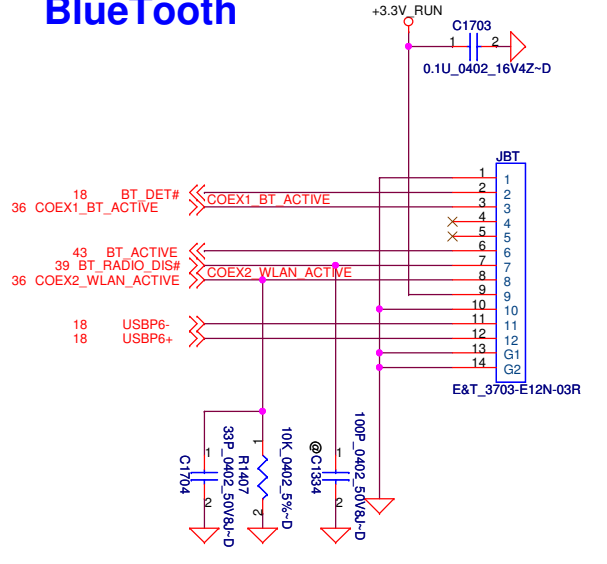 BlueTooth
+3.3V_RUN
C1703
1 2
0.1U_0402_16V4Z~D
JBT
1 1
18 BT_DET# 2 2
36 COEX1_BT_ACTIVE COEX1_BT_ACTIVE 3 3
4 4
5 5
43 BT_ACTIVE 6 6
39 BT_RADIO_DIS# 7 7
36 COEX2_WLAN_ACTIVE COEX2_WLAN_ACTIVE 8 8
9 9
10 10
18 USBP6- 11 11
18 USBP6+ 12 12
13 G1
14 G2
E&T_3703-E12N-03R
C1704
33P_0402_50V8J~D
1
2
R1407
10K_0402_5%~D
1
2
@C1334
100P_0402_50V8J~D
1
2